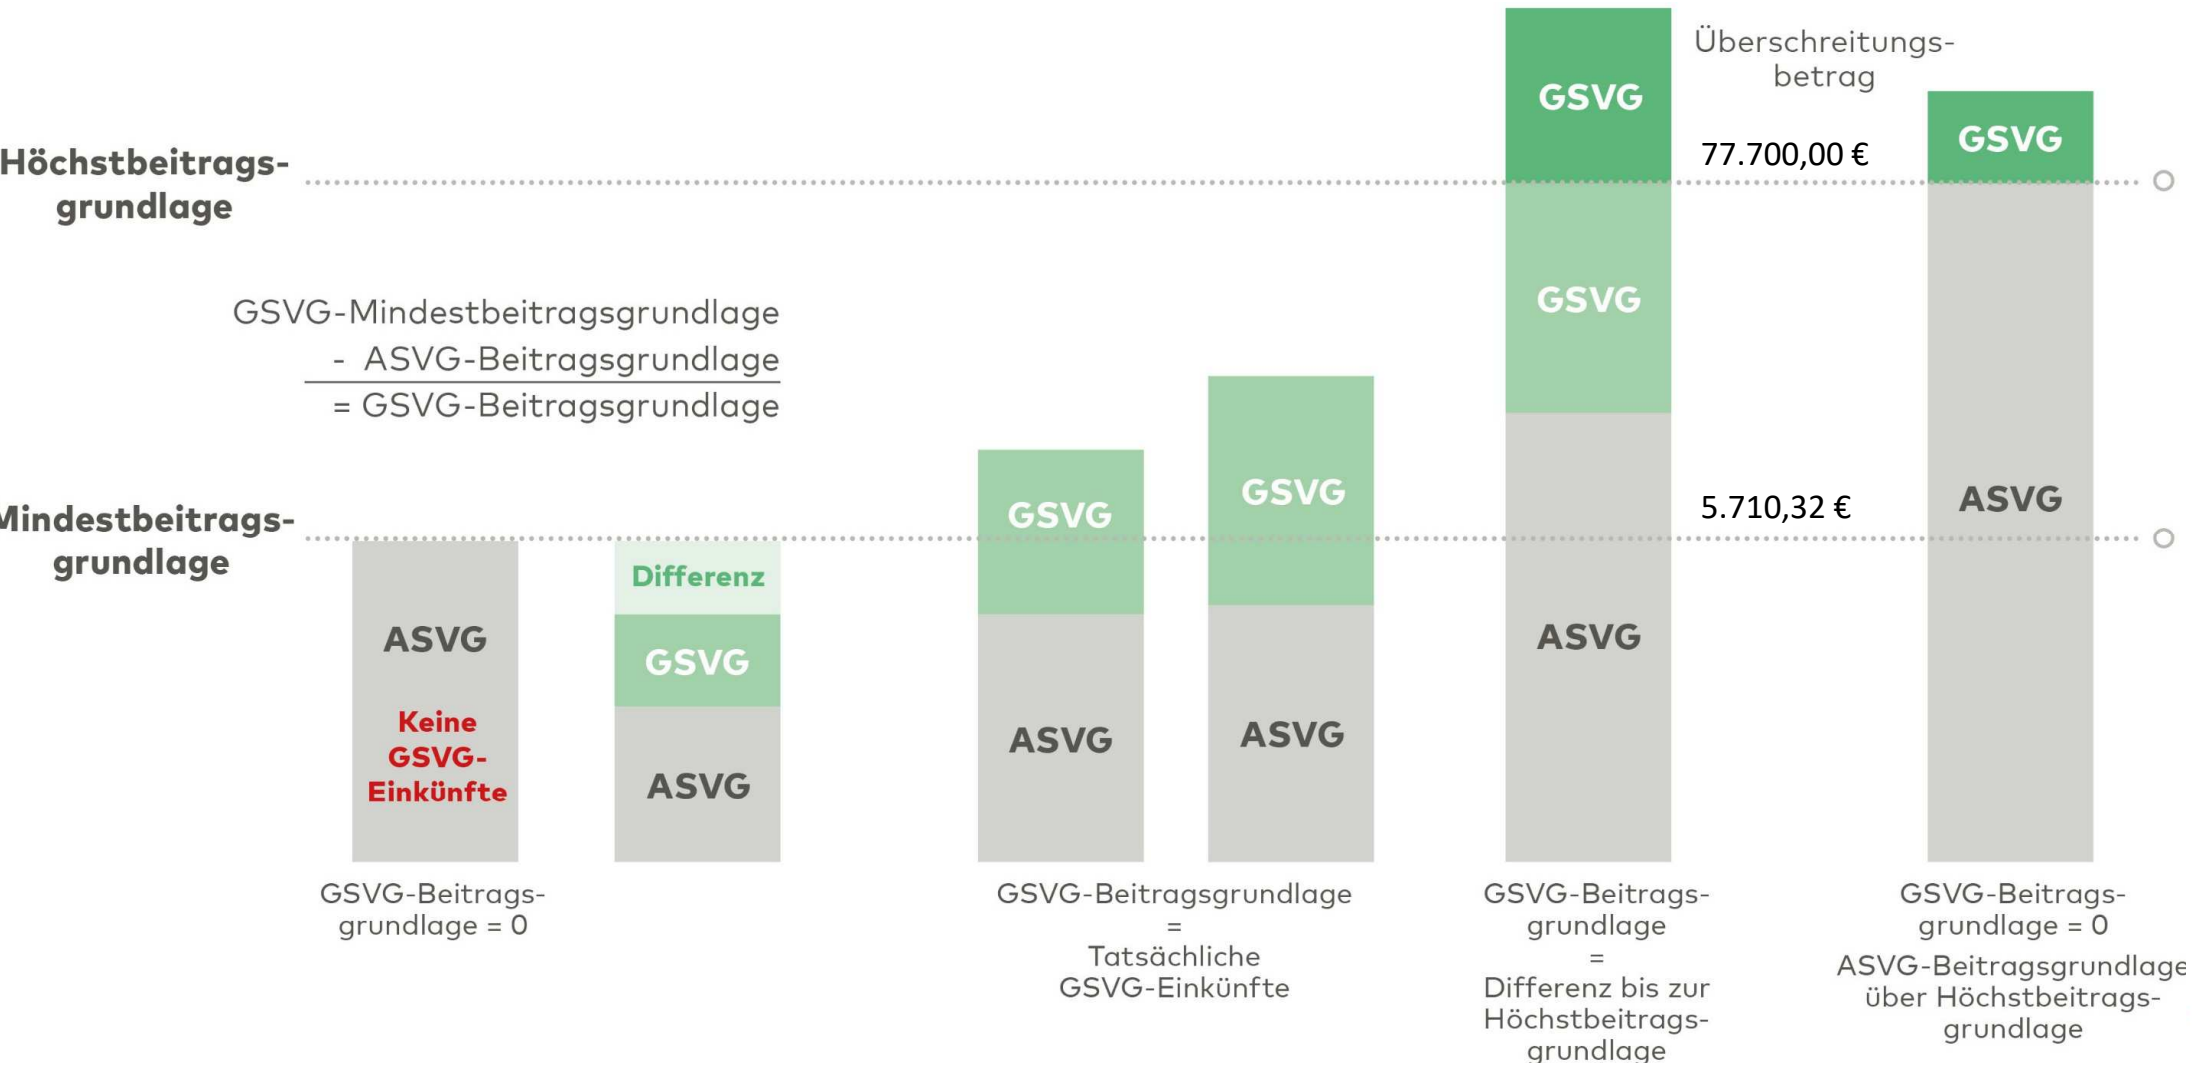 Überschreitungs-
betrag
GSVG
77.700,00 €
GSVG
Höchstbeitrags-
grundlage
GSVG-Mindestbeitragsgrundlage
- ASVG-Beitragsgrundlage
= GSVG-Beitragsgrundlage
GSVG
GSVG
GSVG
5.710,32 €
ASVG
Mindestbeitrags-
grundlage
Differenz
ASVG
GSVG
ASVG
Keine
GSVG-
Einkünfte
ASVG
ASVG
ASVG
GSVG-Beitrags-
grundlage = 0
GSVG-Beitragsgrundlage
=
Tatsächliche
GSVG-Einkünfte
GSVG-Beitrags-
grundlage
=
Differenz bis zur
Höchstbeitrags-
grundlage
GSVG-Beitrags-
grundlage = 0
ASVG-Beitragsgrundlage
über Höchstbeitrags-
grundlage